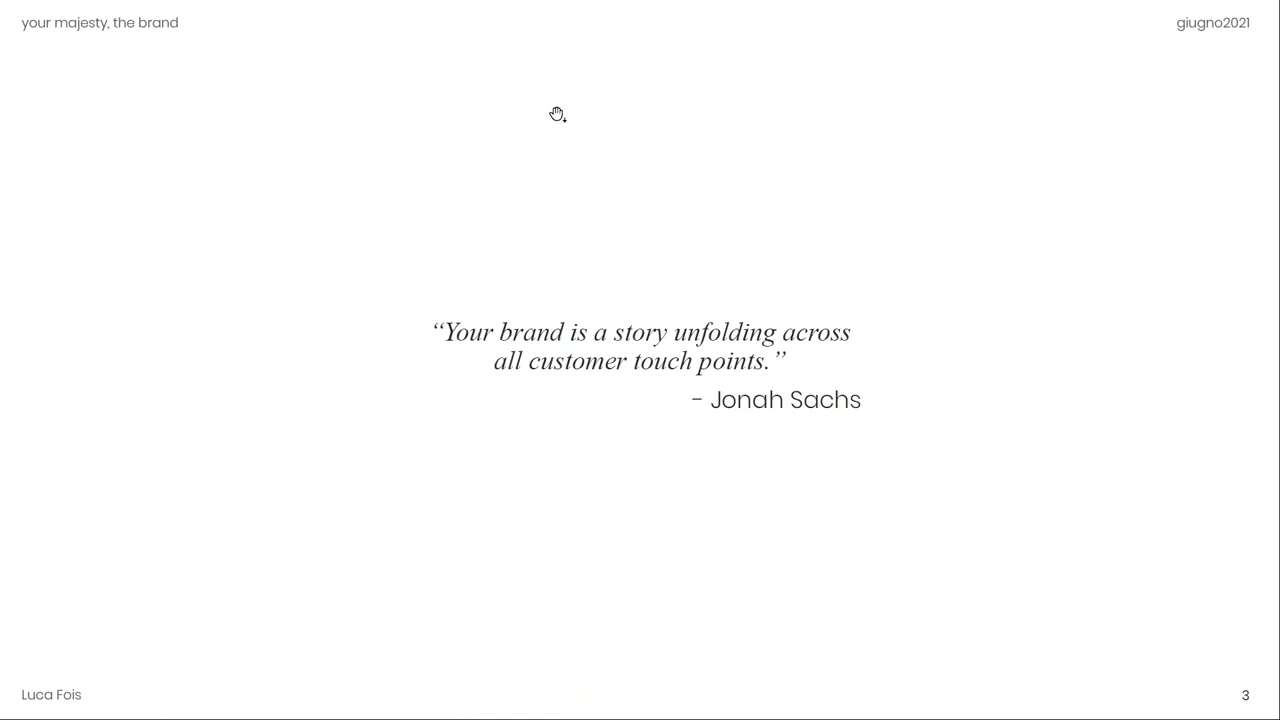 your majesty, the brand
giugno2021
“Your brand is a story unfolding across
all customer touch points.”
- Jonah Sachs
Luca Fois
3